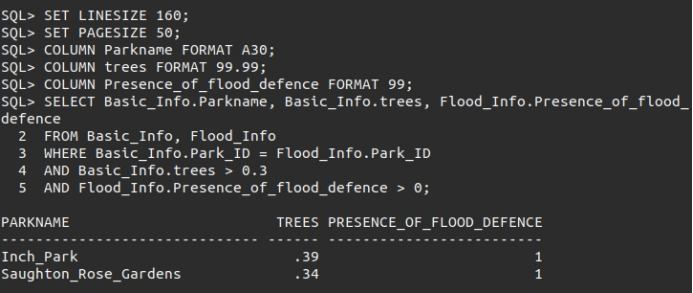 SQL> SET LINESIZE 160;
SQL> SET PAGESIZE 50;
SQL> COLUMN Parkname FORMAT A30;
SQL> COLUMN trees FORMAT 99.99;
SQL> COLUMN Presence_of_flood_defence FORMAT 99;
SQL> SELECT Basic_Info.Parkname, Basic_Info.trees, Flood_Info.Presence_of_flood_
defence
  2  FROM Basic_Info, Flood_Info
  3  WHERE Basic_Info.Park_ID = Flood_Info.Park_ID
  4  AND Basic_Info.trees > 0.3
  5  AND Flood_Info.Presence_of_flood_defence > 0;
PARKNAME                        TREES PRESENCE_OF_FLOOD_DEFENCE
------------------------------ ------ -------------------------
Inch_Park                         .39                         1
Saughton_Rose_Gardens             .34                         1